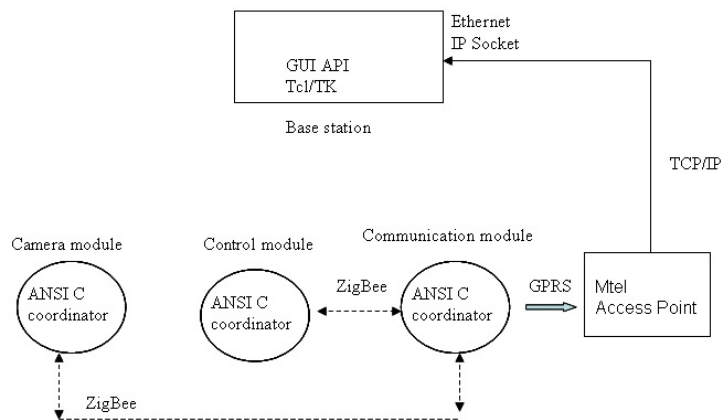 Ethernet
IP Socket
GUI API
Tcl/TK
Base station
TCP/IP
Camera module
Control module
Communication module
ANSI C
coordinator
ANSI C
coordinator
ZigBee
ANSI C
coordinator
GPRS
Mtel
Access Point
ZigBee